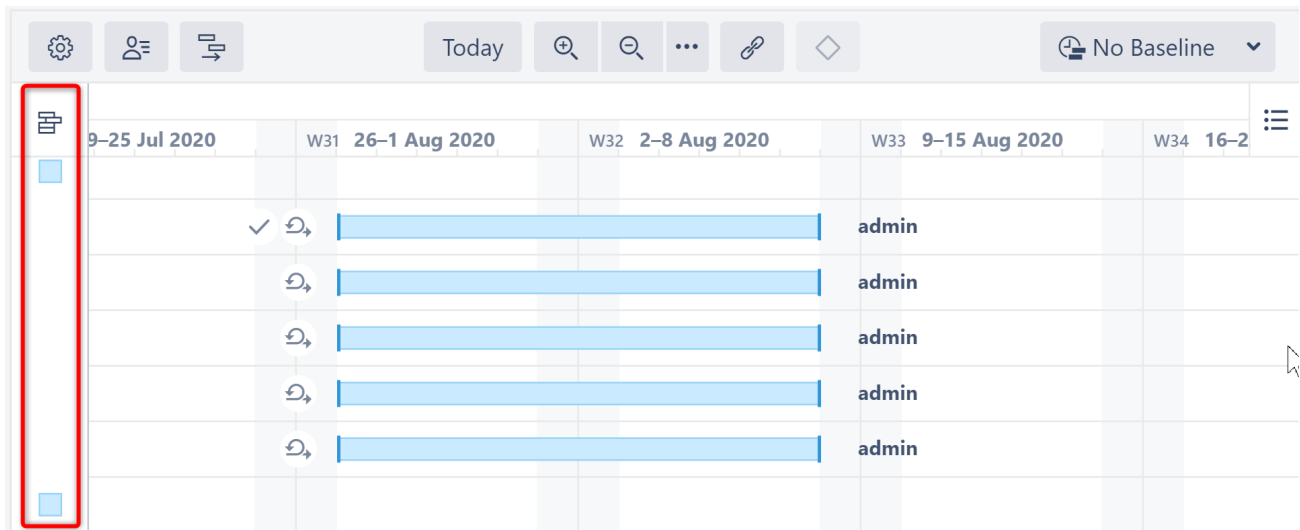 Today
No Baseline
9–25 Jul 2020 W31 26–1 Aug 2020 W32 2–8 Aug 2020 W33 9–15 Aug 2020 W34 16–2
admin
admin
admin
admin
admin